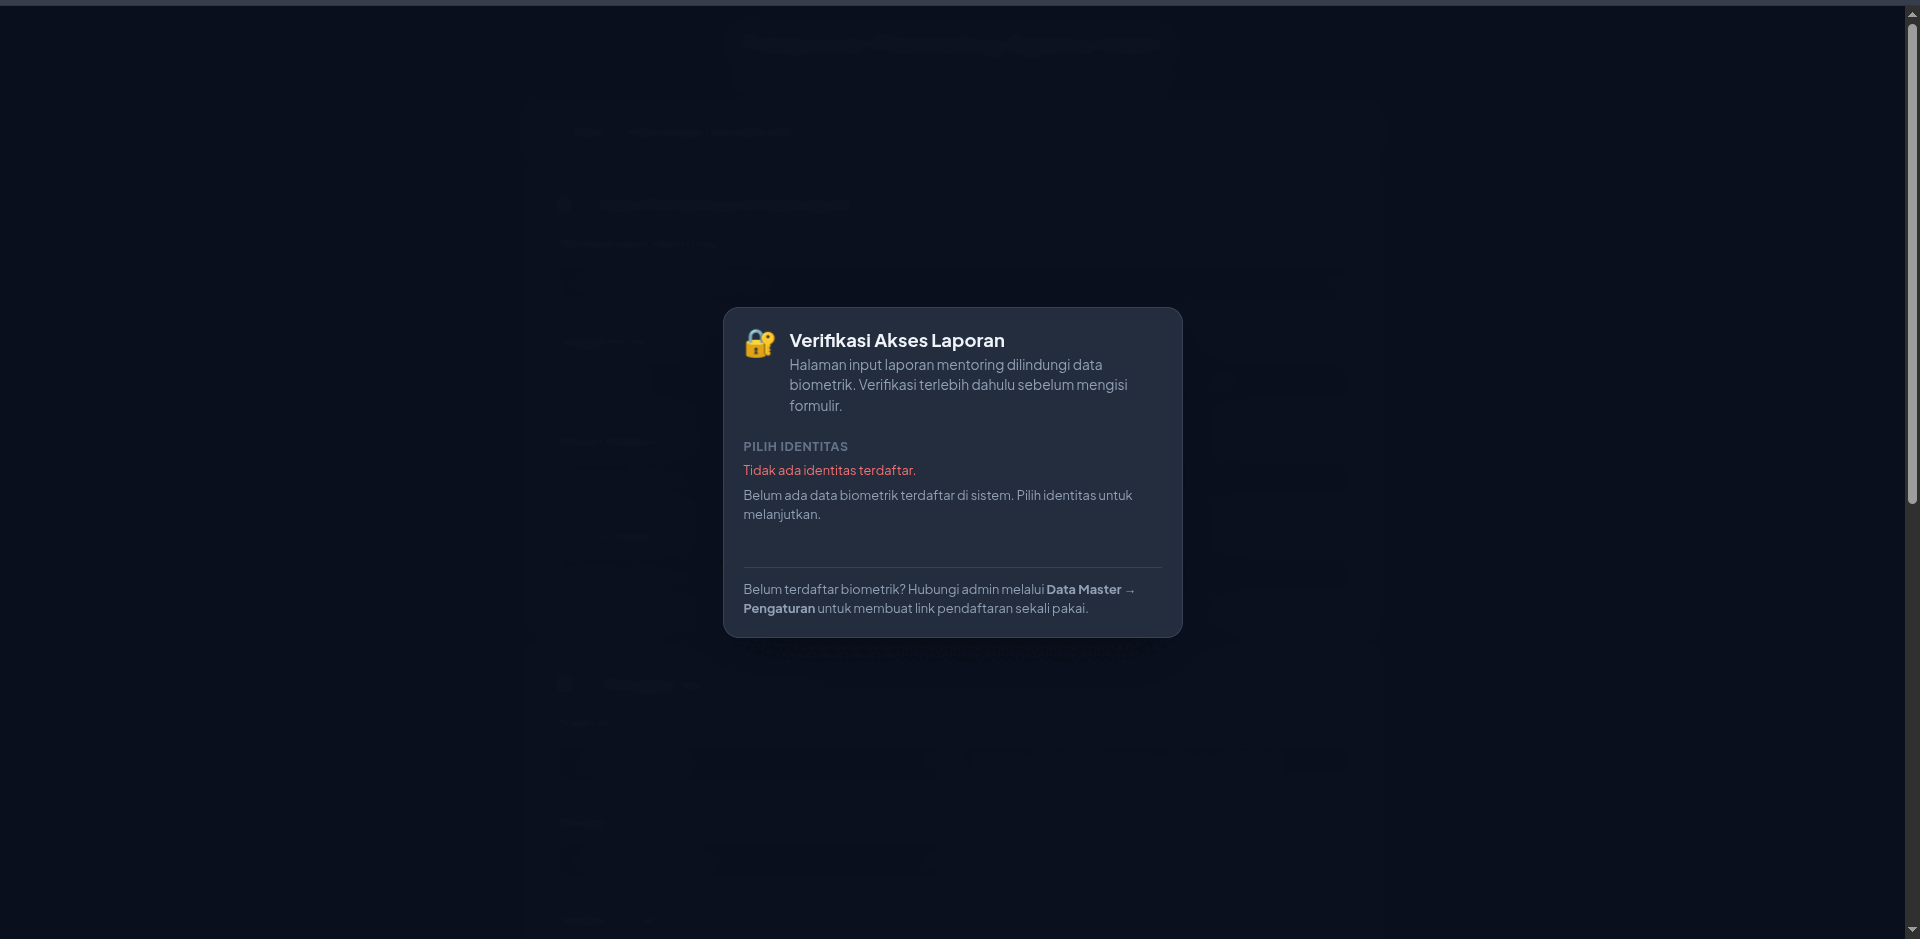 Verifikasi Akses Laporan
Halaman input laporan mentoring dilindungi data
biometrik. Verifikasi terlebih dahulu sebelum mengisi
formulir.
PILIH IDENTITAS
Tidak ada identitas terdaftar.
Belum ada data biometrik terdaftar di sistem. Pilih identitas untuk
melanjutkan.
Belum terdaftar biometrik? Hubungi admin melalui Data Master →
Pengaturan untuk membuat link pendaftaran sekali pakai.